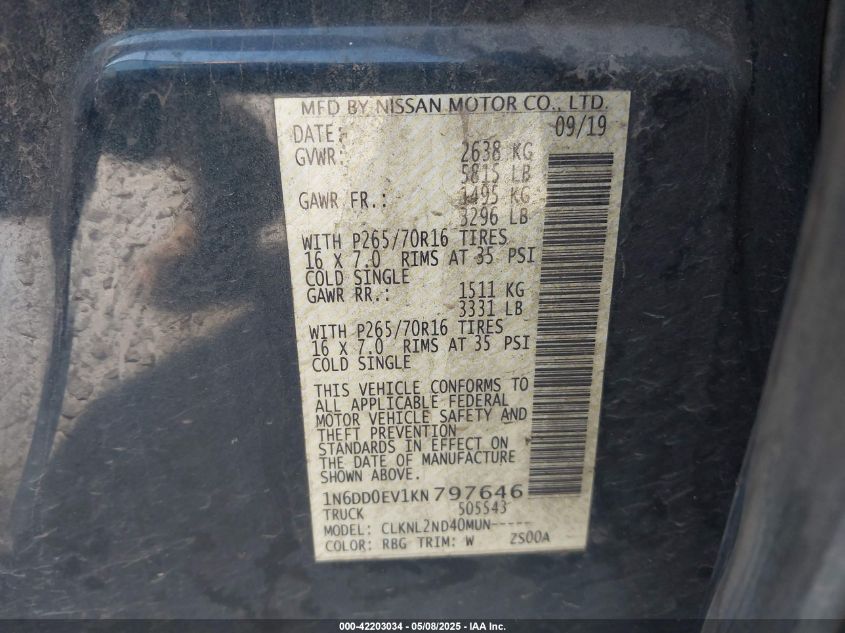 MFD BY NISSAN MOTOR CO., LTD.
DATE: 09/19
GVWR: 2638 KG
5815 LB
GAWR FR.: 1495 KG
3296 LB
WITH P265/70R16 TIRES
16 X 7.0 RIMS AT 35 PSI
COLD SINGLE
GAWR RR.: 1511 KG
3331 LB
WITH P265/70R16 TIRES
16 X 7.0 RIMS AT 35 PSI
COLD SINGLE
THIS VEHICLE CONFORMS TO
ALL APPLICABLE FEDERAL
MOTOR VEHICLE SAFETY AND
THEFT PREVENTION
STANDARDS IN EFFECT ON
THE DATE OF MANUFACTURE
SHOWN ABOVE.
1N6DD0EV1KN797646
TRUCK 505543
MODEL: CLKNL2ND40MUN-----
COLOR: RBG TRIM: W ZS00A
000-42203034 - 05/08/2025 - IAA Inc.